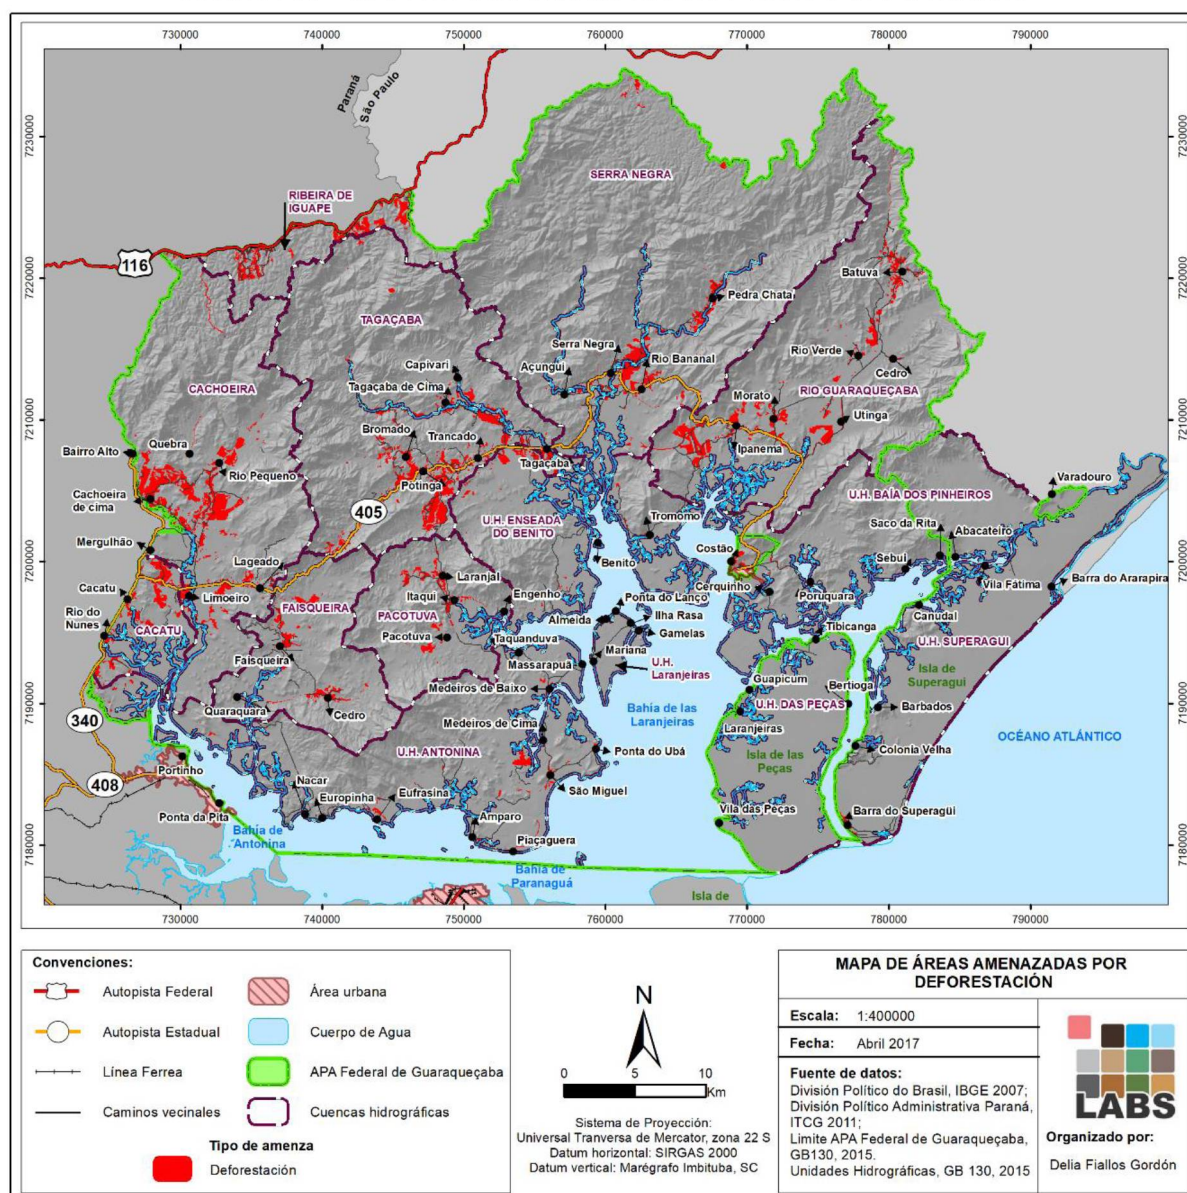 730000 740000 750000 760000 770000 780000 790000
7230000 7230000
7220000 7220000
7210000 7210000
7200000 7200000
7190000 7190000
7180000 7180000
Paraná
São Paulo
SERRA NEGRA
RIBEIRA DE
IGUAPE
116
Batuva
Pedra Chata
TAGAÇABA
Serra Negra
Rio Bananal
Rio Verde
Cedro
Capivari
Açungui
CACHOEIRA
Tagaçaba de Cima
Morato
RIO GUARAQUEÇABA
Utinga
Bromado
Trancado
Quebra
Bairro Alto
Ipanema
Tagaçaba
Rio Pequeno
Potinga
Varadouro
Cachoeira
de cima
405
U.H. ENSEADA
DO BENITO
Tromomo
U.H. BAÍA DOS PINHEIROS
Saco da Rita
Abacateiro
Mergulhão
Costão
Lageado
Benito
Sebui
Vila Fátima
Barra do Ararapira
Cacatu
Limoeiro
Laranjal
Itaqui
Engenho
Cerquinho
Poruquara
Ponta do Lanço
FAISQUEIRA
PACOTUVA
Almeida
Ilha Rasa
Gamelas
Canudal
Rio do
Nunes
CACATU
Tibicanga
U.H. SUPERAGUI
Pacotuva
Taquanduva
Mariana
Massarapuã
U.H.
Laranjeiras
Isla de
Superagui
Faisqueira
Guapicum
Bertioga
Medeiros de Baixo
U.H. DAS PEÇAS
Barbados
Quaraquara
Cedro
Bahía de las
Laranjeiras
340
Medeiros de Cima
Laranjeiras
OCÉANO ATLÁNTICO
U.H. ANTONINA
Ponta do Ubá
Isla de las
Peças
Colonia Velha
Portinho
408
Nacar
Europinha
Eufrasina
São Miguel
Ponta da Pita
Amparo
Vila das Peças
Barra do Superagüi
Bahía de
Antonina
Piaçaguera
Bahía de
Paranaguá
Isla de
730000 740000 750000 760000 770000 780000 790000
Convenciones:
Autopista Federal
Área urbana
Autopista Estadual
Cuerpo de Agua
Línea Ferrea
APA Federal de Guaraqueçaba
Caminos vecinales
Cuencas hidrográficas
Tipo de amenza
Deforestación
N
0 5 10
Km
Sistema de Proyección:
Universal Tranversa de Mercator, zona 22 S
Datum horizontal: SIRGAS 2000
Datum vertical: Marégrafo Imbituba, SC
MAPA DE ÁREAS AMENAZADAS POR
DEFORESTACIÓN
Escala: 1:400000
Fecha: Abril 2017
Fuente de datos:
División Político do Brasil, IBGE 2007;
División Político Administrativa Paraná,
ITCG 2011;
Limite APA Federal de Guaraqueçaba,
GB130, 2015.
Unidades Hidrográficas, GB 130, 2015
LABS
Organizado por:
Delia Fiallos Gordón